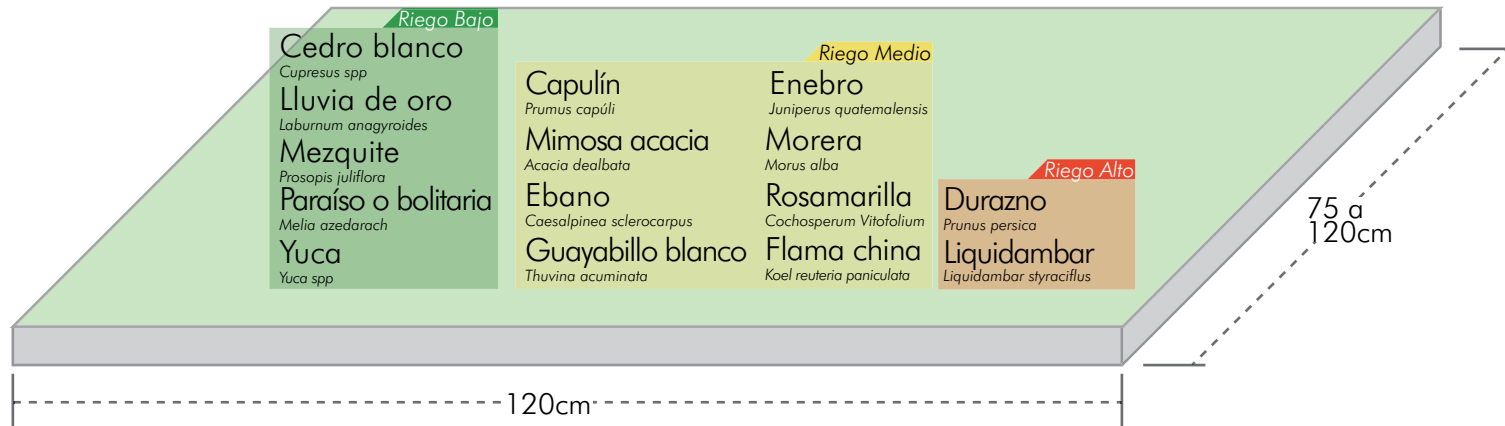 Riego Bajo
Cedro blanco
Cupresus spp
Lluvia de oro
Laburnum anagyroides
Mezquite
Prosopis juliflora
Paraíso o bolitaria
Melia azedarach
Yuca
Yuca spp
Riego Medio
Capulín
Prumus capúli
Mimosa acacia
Acacia dealbata
Ebano
Caesalpinea sclerocarpus
Guayabillo blanco
Thuvina acuminata
Enebro
Juniperus quatemalensis
Morera
Morus alba
Rosamarilla
Cochosperum Vitofolium
Flama china
Koel reuteria paniculata
Riego Alto
Durazno
Prunus persica
Liquidambar
Liquidambar styraciflus
75 a
120cm
120cm